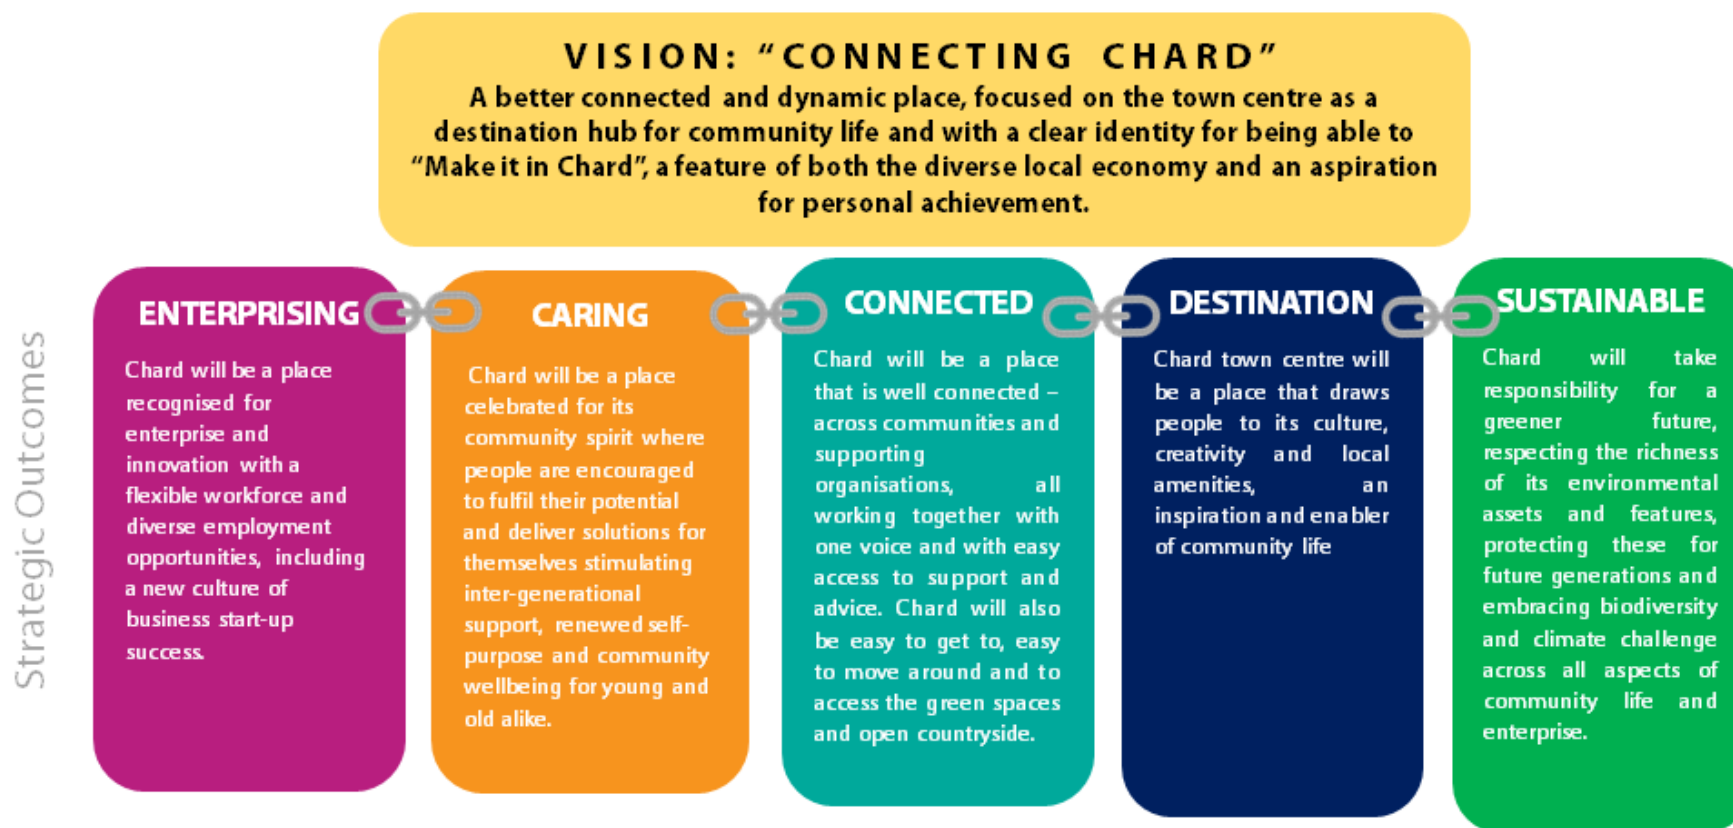 VISION: “CONNECTING CHARD”
A better connected and dynamic place, focused on the town centre as a
destination hub for community life and with a clear identity for being able to
“Make it in Chard”, a feature of both the diverse local economy and an aspiration
for personal achievement.
Strategic Outcomes
ENTERPRISING
Chard will be a place
recognised for
enterprise and
innovation with a
flexible workforce and
diverse employment
opportunities, including
a new culture of
business start-up
success.
CARING
Chard will be a place
celebrated for its
community spirit where
people are encouraged
to fulfil their potential
and deliver solutions for
themselves stimulating
inter-generational
support, renewed self-
purpose and community
wellbeing for young and
old alike.
CONNECTED
Chard will be a place
that is well connected –
across communities and
supporting
organisations, all
working together with
one voice and with easy
access to support and
advice. Chard will also
be easy to get to, easy
to move around and to
access the green spaces
and open countryside.
DESTINATION
Chard town centre will
be a place that draws
people to its culture,
creativity and local
amenities, an
inspiration and enabler
of community life
SUSTAINABLE
Chard will take
responsibility for a
greener future,
respecting the richness
of its environmental
assets and features,
protecting these for
future generations and
embracing biodiversity
and climate challenge
across all aspects of
community life and
enterprise.